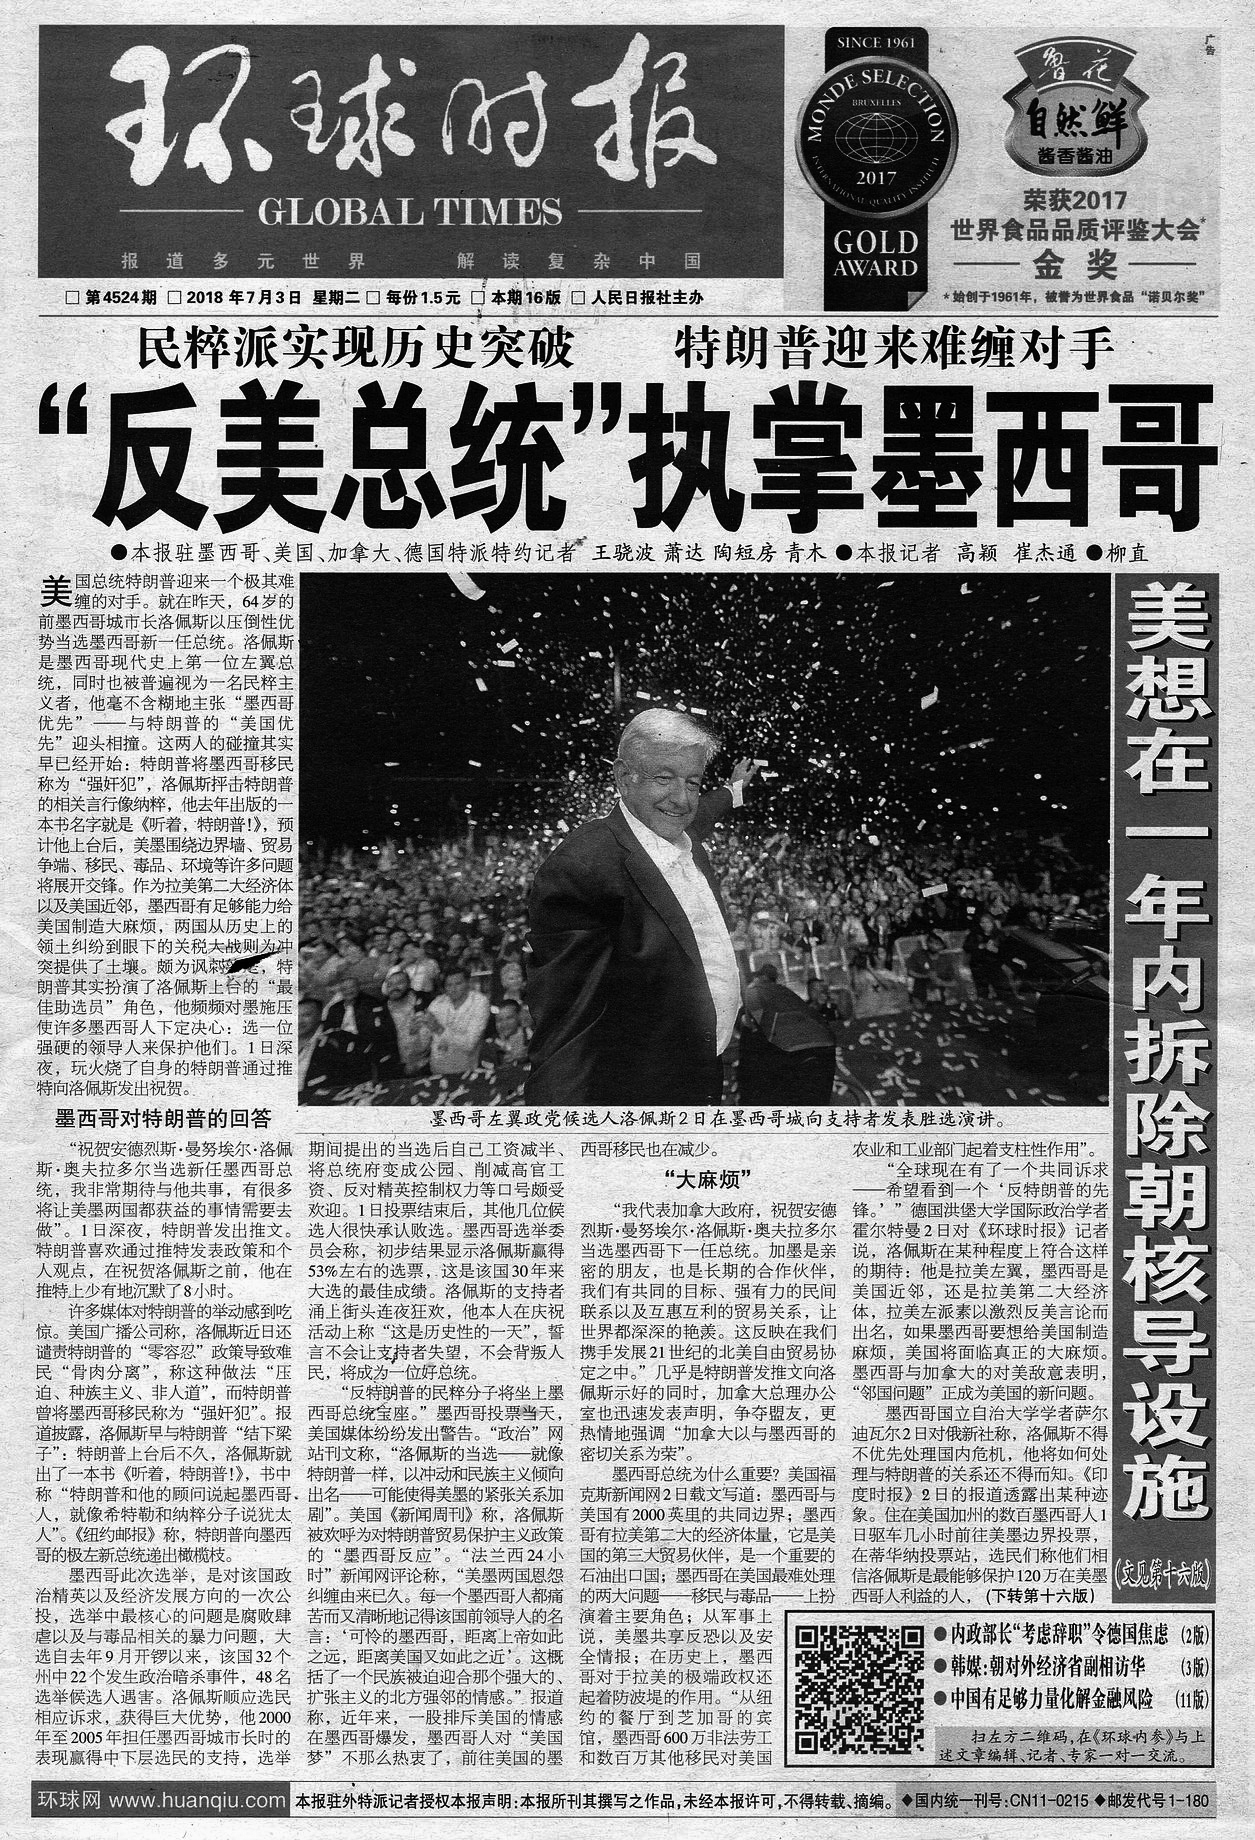 环球时报
GLOBAL TIMES
报道多元世界 解读复杂中国
□ 第4524期 □ 2018年7月3日 星期二 □ 每份1.5元 □ 本期16版 □ 人民日报社主办
广告
SINCE 1961
MONDE SELECTION
BRUXELLES
INTERNATIONAL QUALITY INSTITUTE
2017
GOLD
AWARD
鲁花
自然鲜
酱香酱油
荣获2017
世界食品品质评鉴大会*
金奖
*始创于1961年，被誉为世界食品“诺贝尔奖”
民粹派实现历史突破 特朗普迎来难缠对手
“反美总统”执掌墨西哥
●本报驻墨西哥、美国、加拿大、德国特派特约记者 王骁波 萧达 陶短房 青木 ●本报记者 高颖 崔杰通 ●柳直
美国总统特朗普迎来一个极其难
缠的对手。就在昨天，64岁的
前墨西哥城市长洛佩斯以压倒性优
势当选墨西哥新一任总统。洛佩斯
是墨西哥现代史上第一位左翼总
统，同时也被普遍视为一名民粹主
义者，他毫不含糊地主张“墨西哥
优先”——与特朗普的“美国优
先”迎头相撞。这两人的碰撞其实
早已经开始：特朗普将墨西哥移民
称为“强奸犯”，洛佩斯抨击特朗普
的相关言行像纳粹，他去年出版的一
本书名字就是《听着，特朗普！》，预
计他上台后，美墨围绕边界墙、贸易
争端、移民、毒品、环境等许多问题
将展开交锋。作为拉美第二大经济体
以及美国近邻，墨西哥有足够能力给
美国制造大麻烦，两国从历史上的
领土纠纷到眼下的关税大战则为冲
突提供了土壤。颇为讽刺，特
朗普其实扮演了洛佩斯上台的“最
佳助选员”角色，他频频对墨施压
使许多墨西哥人下定决心：选一位
强硬的领导人来保护他们。1日深
夜，玩火烧了自身的特朗普通过推
特向洛佩斯发出祝贺。
墨西哥对特朗普的回答
“祝贺安德烈斯·曼努埃尔·洛佩
斯·奥夫拉多尔当选新任墨西哥总
统，我非常期待与他共事，有很多
将让美墨两国都获益的事情需要去
做”。1日深夜，特朗普发出推文。
特朗普喜欢通过推特发表政策和个
人观点，在祝贺洛佩斯之前，他在
推特上少有地沉默了8小时。
许多媒体对特朗普的举动感到吃
惊。美国广播公司称，洛佩斯近日还
谴责特朗普的“零容忍”政策导致难
民“骨肉分离”，称这种做法“压
迫、种族主义、非人道”，而特朗普
曾将墨西哥移民称为“强奸犯”。报
道披露，洛佩斯早与特朗普“结下梁
子”：特朗普上台后不久，洛佩斯就
出了一本书《听着，特朗普！》，书中
称“特朗普和他的顾问说起墨西哥
人，就像希特勒和纳粹分子说犹太
人”。《纽约邮报》称，特朗普向墨西
哥的极左新总统递出橄榄枝。
墨西哥此次选举，是对该国政
治精英以及经济发展方向的一次公
投，选举中最核心的问题是腐败肆
虐以及与毒品相关的暴力问题，大
选自去年9月开锣以来，该国32个
州中22个发生政治暗杀事件，48名
选举候选人遇害。洛佩斯顺应选民
相应诉求，获得巨大优势，他2000
年至2005年担任墨西哥城市长时的
表现赢得中下层选民的支持，选举
墨西哥左翼政党候选人洛佩斯2日在墨西哥城向支持者发表胜选演讲。
期间提出的当选后自己工资减半、
将总统府变成公园、削减高官工
资、反对精英控制权力等口号颇受
欢迎。1日投票结束后，其他几位候
选人很快承认败选。墨西哥选举委
员会称，初步结果显示洛佩斯赢得
53%左右的选票，这是该国30年来
大选的最佳成绩。洛佩斯的支持者
涌上街头连夜狂欢，他本人在庆祝
活动上称“这是历史性的一天”，誓
言不会让支持者失望，不会背叛人
民，将成为一位好总统。
“反特朗普的民粹分子将坐上墨
西哥总统宝座。”墨西哥投票当天，
美国媒体纷纷发出警告。“政治”网
站刊文称，“洛佩斯的当选——就像
特朗普一样，以冲动和民族主义倾向
出名——可能使得美墨的紧张关系加
剧”。美国《新闻周刊》称，洛佩斯
被欢呼为对特朗普贸易保护主义政策
的“墨西哥反应”。“法兰西24小
时”新闻网评论称，“美墨两国恩怨
纠缠由来已久。每一个墨西哥人都痛
苦而又清晰地记得该国前领导人的名
言：‘可怜的墨西哥，距离上帝如此
之远，距离美国又如此之近’。这概
括了一个民族被迫迎合那个强大的、
扩张主义的北方强邻的情感。”报道
称，近年来，一股排斥美国的情感
在墨西哥爆发，墨西哥人对“美国
梦”不那么热衷了，前往美国的墨
西哥移民也在减少。
“大麻烦”
“我代表加拿大政府，祝贺安德
烈斯·曼努埃尔·洛佩斯·奥夫拉多尔
当选墨西哥下一任总统。加墨是亲
密的朋友，也是长期的合作伙伴，
我们有共同的目标、强有力的民间
联系以及互惠互利的贸易关系，让
世界都深深的艳羡。这反映在我们
携手发展21世纪的北美自由贸易协
定之中。”几乎是特朗普发推文向洛
佩斯示好的同时，加拿大总理办公
室也迅速发表声明，争夺盟友，更
热情地强调“加拿大以与墨西哥的
密切关系为荣”。
墨西哥总统为什么重要？美国福
克斯新闻网2日载文写道：墨西哥与
美国有2000英里的共同边界；墨西
哥有拉美第二大的经济体量，它是美
国的第三大贸易伙伴，是一个重要的
石油出口国；墨西哥在美国最难处理
的两大问题——移民与毒品——上扮
演着主要角色；从军事上
说，美墨共享反恐以及安
全情报；在历史上，墨西
哥对于拉美的极端政权还
起着防波堤的作用。“从纽
约的餐厅到芝加哥的宾
馆，墨西哥600万非法劳工
和数百万其他移民对美国
农业和工业部门起着支柱性作用”。
“全球现在有了一个共同诉求
——希望看到一个‘反特朗普的先
锋。’”德国洪堡大学国际政治学者
霍尔特曼2日对《环球时报》记者
说，洛佩斯在某种程度上符合这样
的期待：他是拉美左翼，墨西哥是
美国近邻，还是拉美第二大经济
体，拉美左派素以激烈反美言论而
出名，如果墨西哥要想给美国制造
麻烦，美国将面临真正的大麻烦。
墨西哥与加拿大的对美敌意表明，
“邻国问题”正成为美国的新问题。
墨西哥国立自治大学学者萨尔
迪瓦尔2日对俄新社称，洛佩斯不得
不优先处理国内危机，他将如何处
理与特朗普的关系还不得而知。《印
度时报》2日的报道透露出某种迹
象。住在美国加州的数百墨西哥人1
日驱车几小时前往美墨边界投票，
在蒂华纳投票站，选民们称他们相
信洛佩斯是最能够保护120万在美墨
西哥人利益的人，（下转第十六版）
美想在一年内拆除朝核导设施
（文见第十六版）
●内政部长“考虑辞职”令德国焦虑 （2版）
●韩媒：朝对外经济省副相访华 （3版）
●中国有足够力量化解金融风险 （11版）
扫左方二维码，在《环球内参》与上
述文章编辑、记者、专家一对一交流。
环球网 www.huanqiu.com 本报驻外特派记者授权本报声明：本报所刊其撰写之作品，未经本报许可，不得转载、摘编。 ◆国内统一刊号：CN11-0215 ◆邮发代号1-180